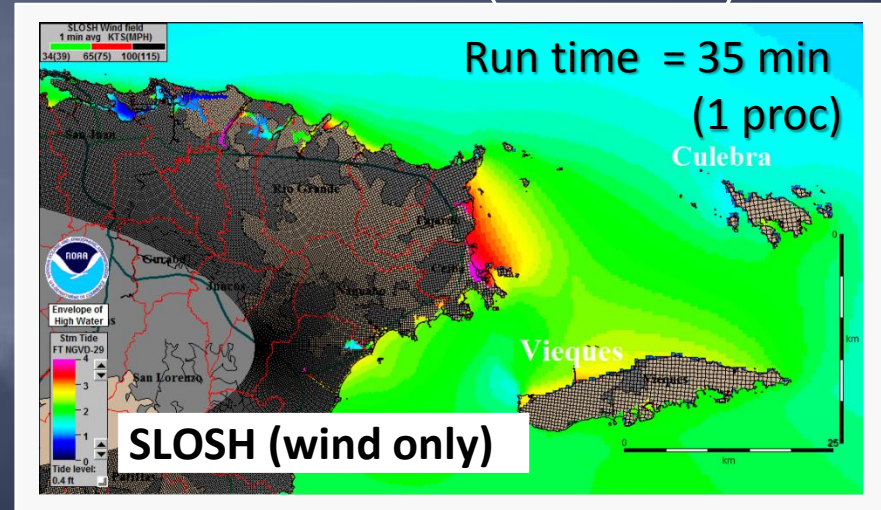 SLOSH Wind field
1 min avg KTS(MPH)
34(39) 65(75) 100(115)
Run time = 35 min
(1 proc)
Culebra
San Juan
Rio Grande
Fajardo
Ceiba
Gurabo
Juncos
Naguabo
NOAA
Envelope of
High Water
Stm Tide
FT NGVD-29
4
3
2
1
0
Tide level:
0.4 ft
San Lorenzo
Vieques
Vieques
Patillas
SLOSH (wind only)
0
km
25
0
km